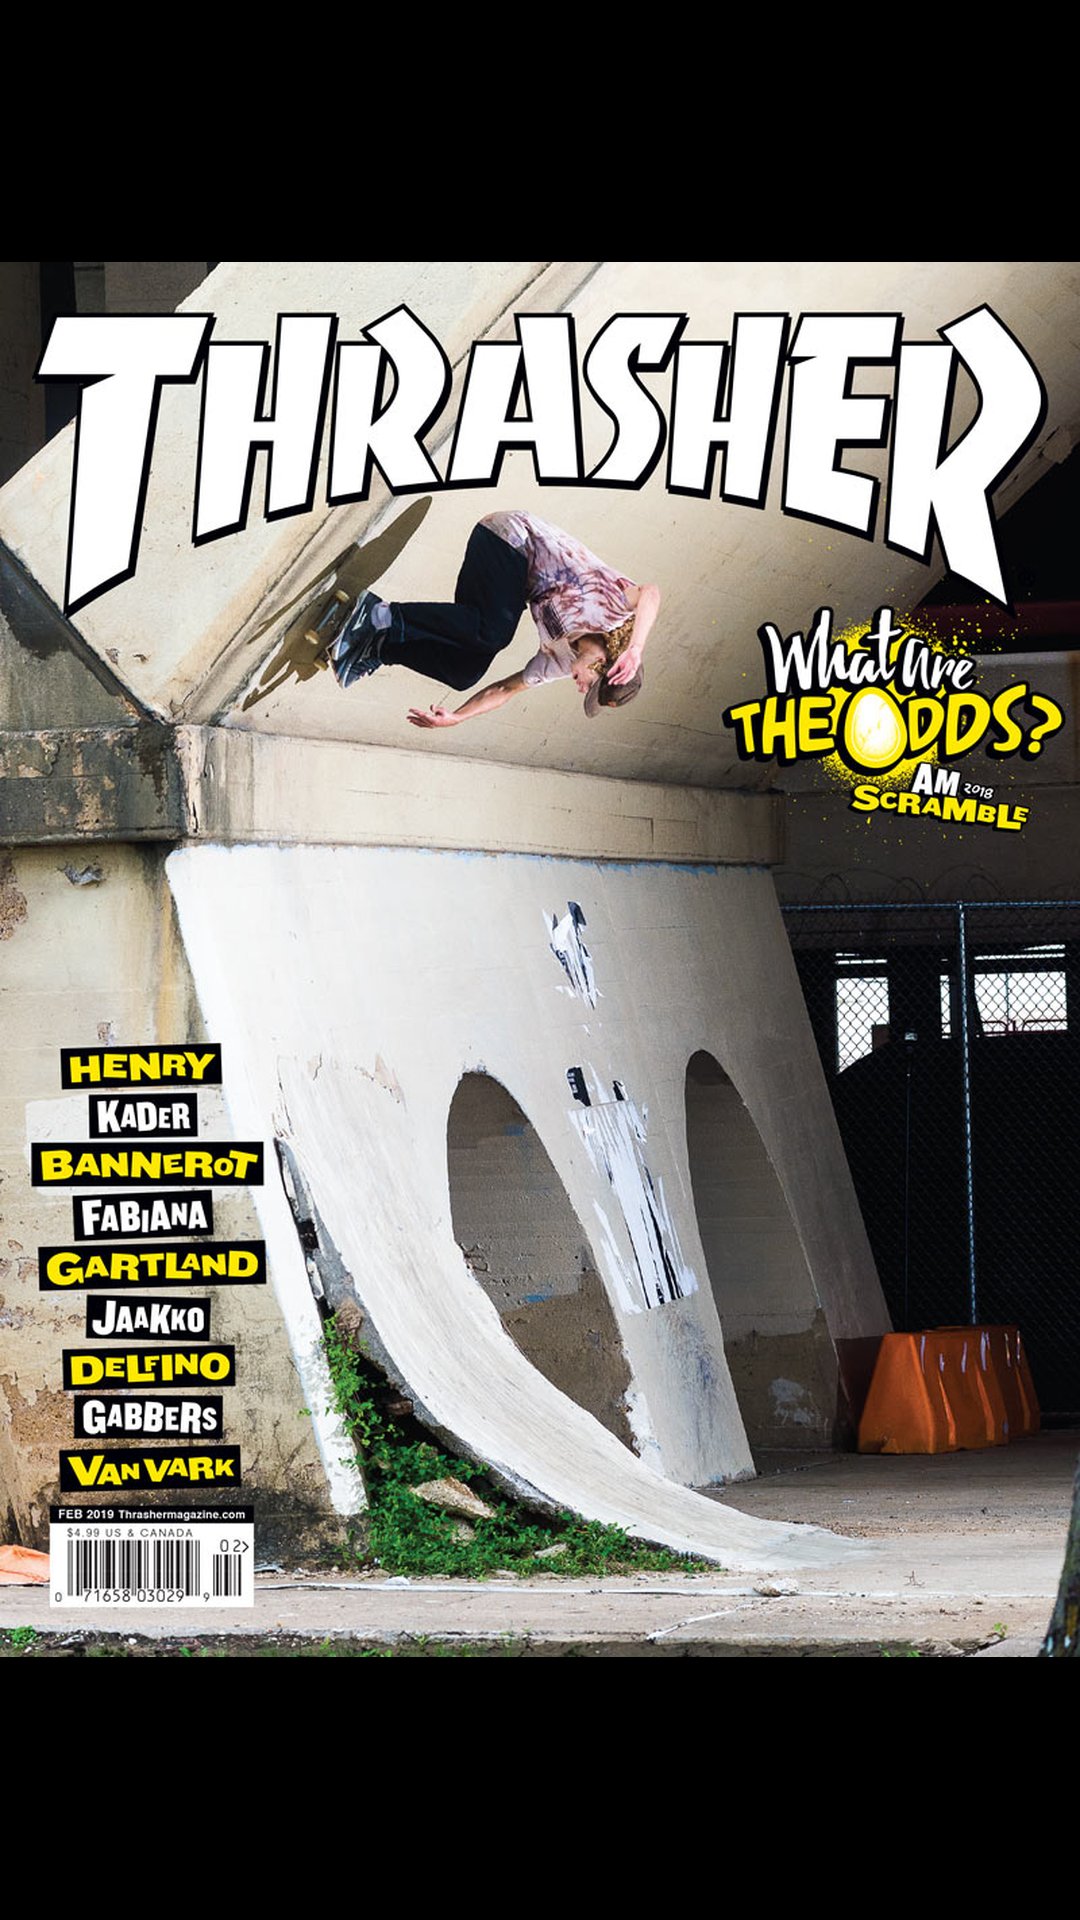 THRASHER
What are
THE ODDS?
AM 2018
SCRAMBLE
HENRY
KADER
BANNEROT
FABIANA
GARTLAND
JAAKKO
DELFINO
GABBERS
VAN VARK
FEB 2019 Thrashermagazine.com
$4.99 US & CANADA
02>
0 71658 03029 9